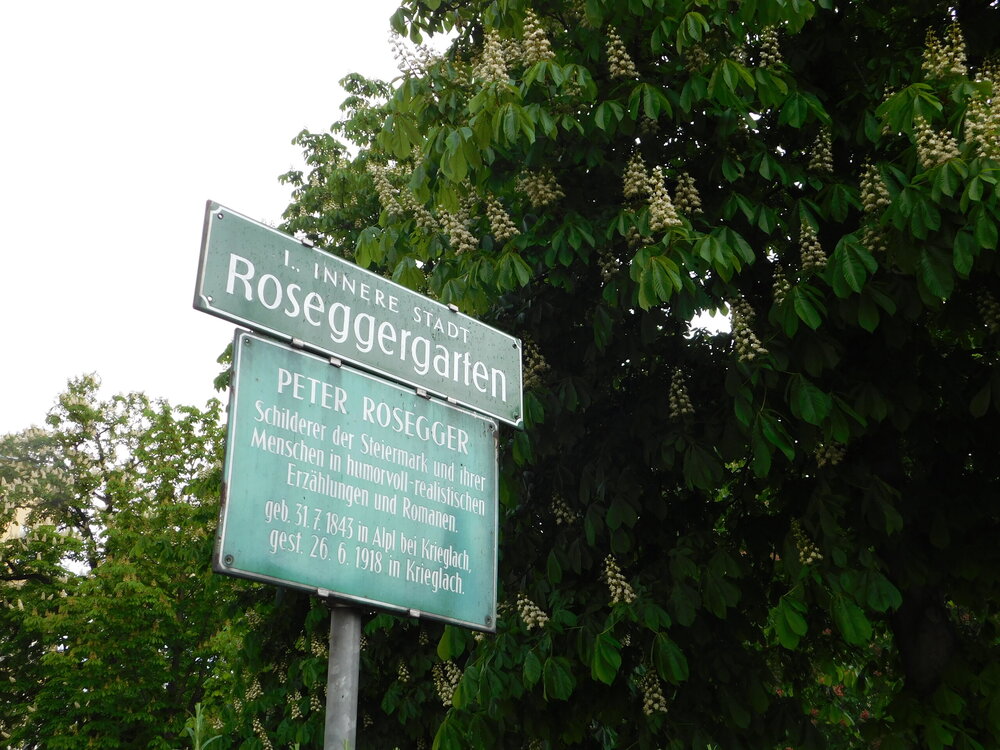 I., INNERE STADT
Roseggergarten
PETER ROSEGGER
Schilderer der Steiermark und ihrer
Menschen in humorvoll-realistischen
Erzählungen und Romanen.
geb. 31. 7. 1843 in Alpl bei Krieglach,
gest. 26. 6. 1918 in Krieglach.